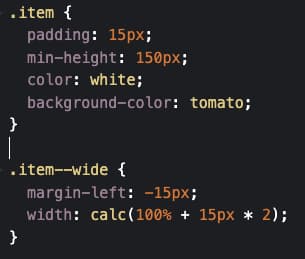 .item {
  padding: 15px;
  min-height: 150px;
  color: white;
  background-color: tomato;
}

.item--wide {
  margin-left: -15px;
  width: calc(100% + 15px * 2);
}